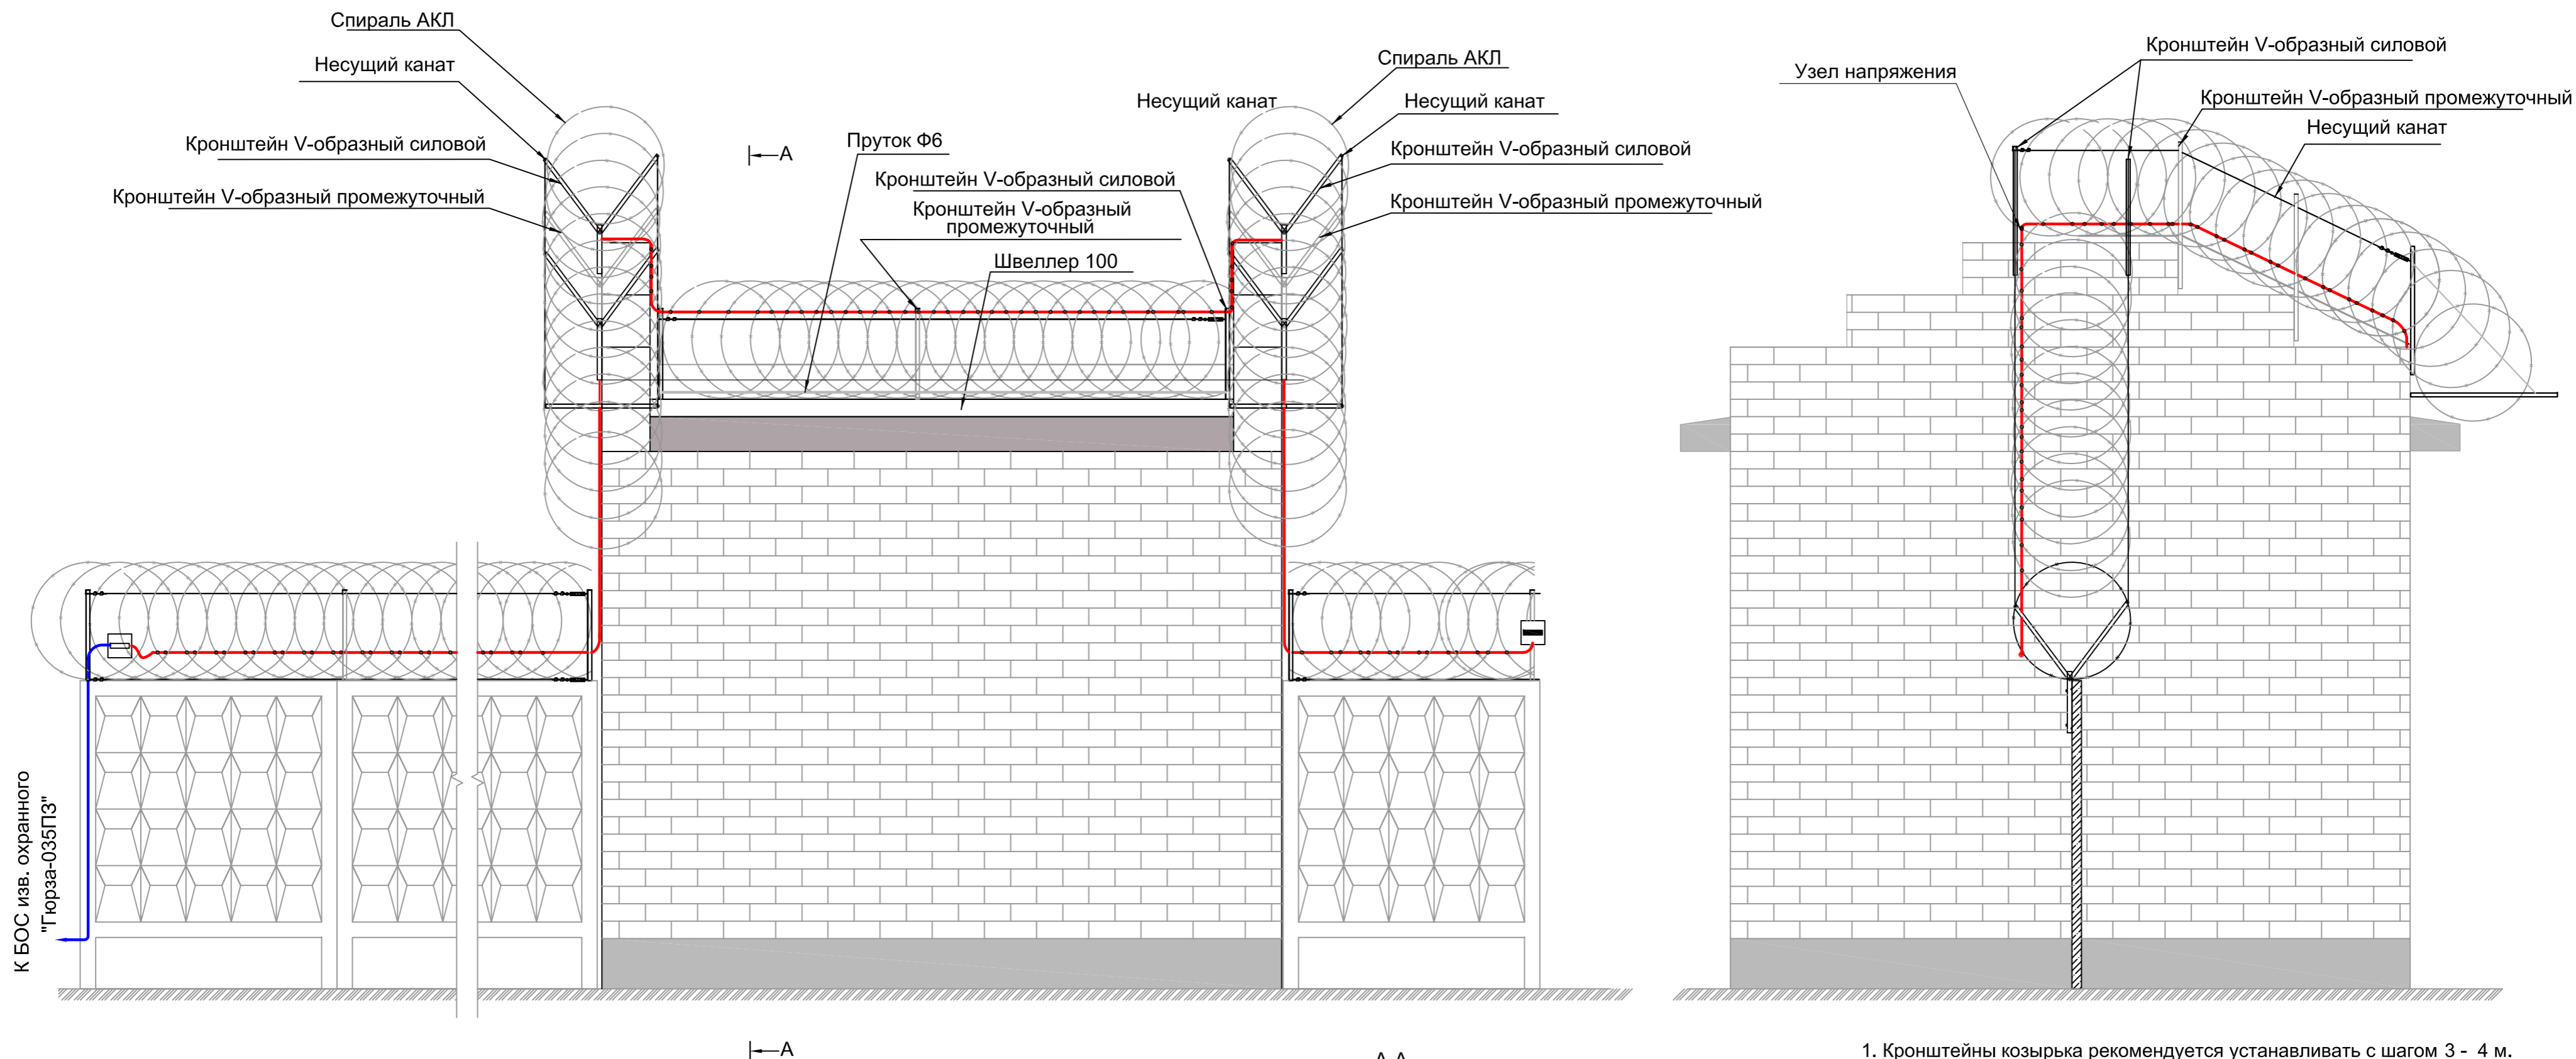 Спираль АКЛ
Несущий канат
Кронштейн V-образный силовой
Кронштейн V-образный промежуточный
А
Пруток Ф6
Кронштейн V-образный силовой
Кронштейн V-образный
промежуточный
Швеллер 100
Несущий канат
Спираль АКЛ
Несущий канат
Кронштейн V-образный силовой
Кронштейн V-образный промежуточный
Узел напряжения
Кронштейн V-образный силовой
Кронштейн V-образный промежуточный
Несущий канат
К БОС изв. охранного
"Гюрза-035ПЗ"
А
А-А
1. Кронштейны козырька рекомендуется устанавливать с шагом 3 - 4 м.